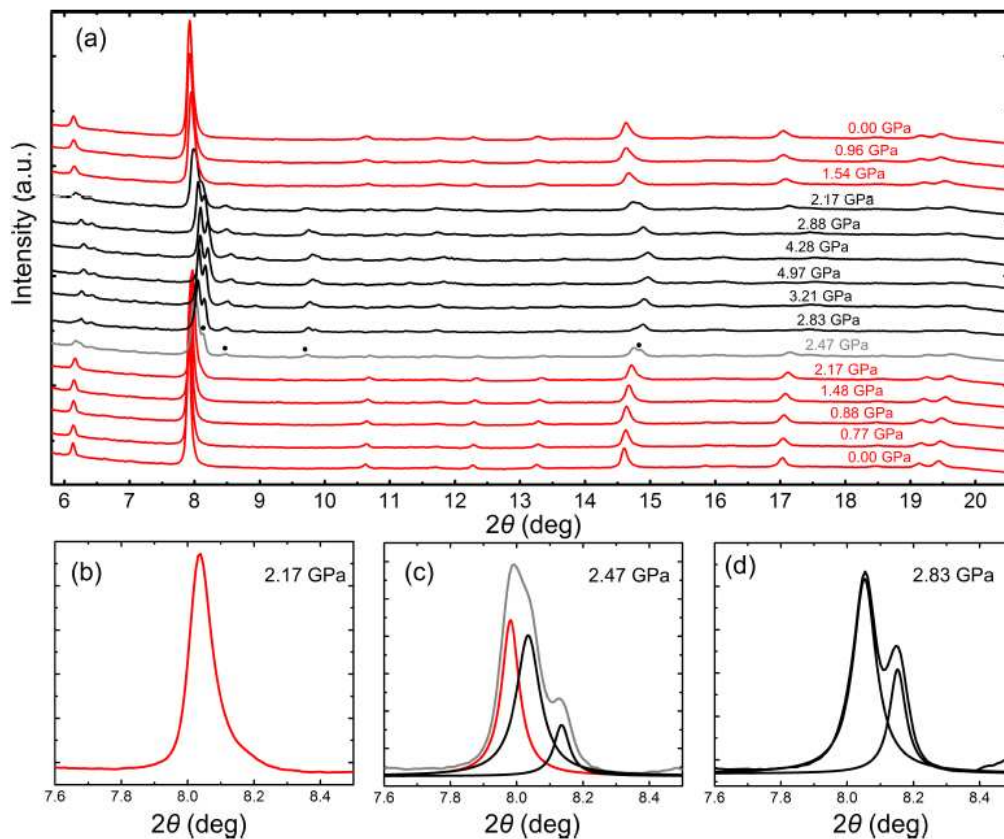 (a)
Intensity (a.u.)
0.00 GPa
0.96 GPa
1.54 GPa
2.17 GPa
2.88 GPa
4.28 GPa
4.97 GPa
3.21 GPa
2.83 GPa
2.47 GPa
2.17 GPa
1.48 GPa
0.88 GPa
0.77 GPa
0.00 GPa
6 7 8 9 10 11 12 13 14 15 16 17 18 19 20
2θ (deg)
(b) 2.17 GPa
7.6 7.8 8.0 8.2 8.4
2θ (deg)
(c) 2.47 GPa
7.6 7.8 8.0 8.2 8.4
2θ (deg)
(d) 2.83 GPa
7.6 7.8 8.0 8.2 8.4
2θ (deg)